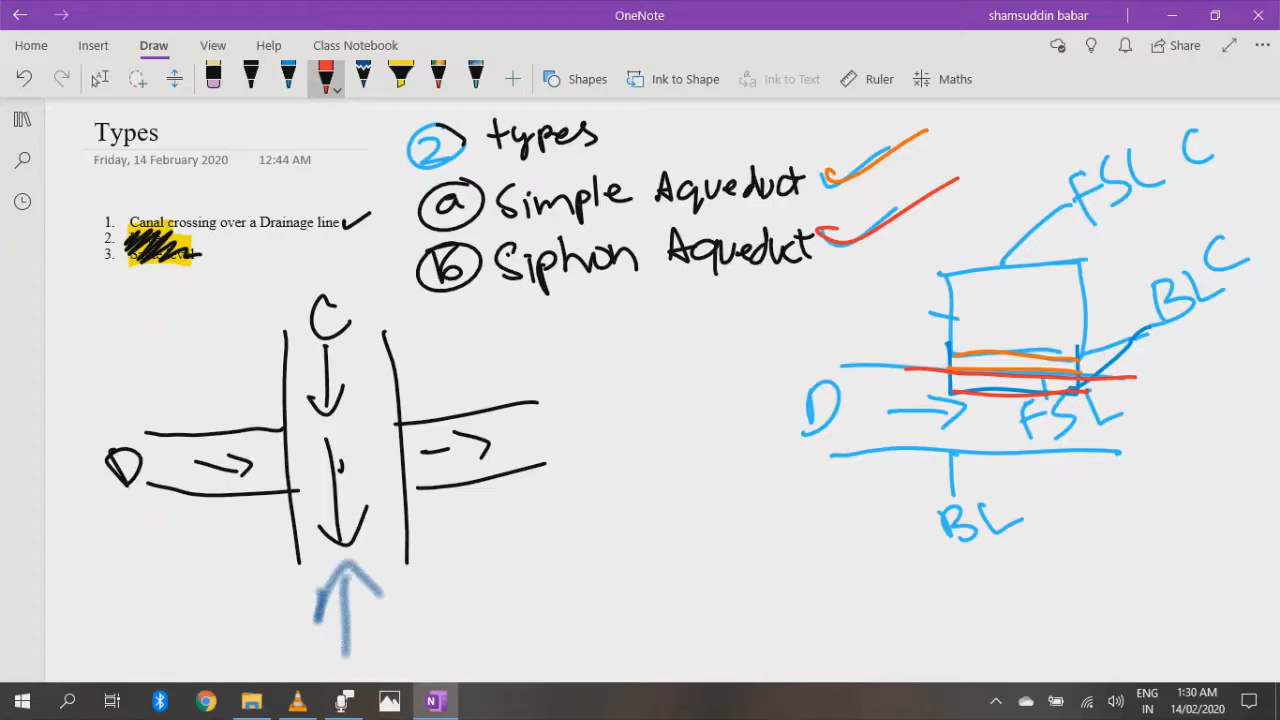 OneNote
shamsuddin babar
Home Insert Draw View Help Class Notebook
Share
Shapes Ink to Shape Ink to Text Ruler Maths
Types
Friday, 14 February 2020 12:44 AM
1. Canal crossing over a Drainage line
2.
3.
2 types
a Simple Aqueduct
b Siphon Aqueduct
C
D
FSL C
BL C
D
FSL
BL
ENG
IN
1:30 AM
14/02/2020